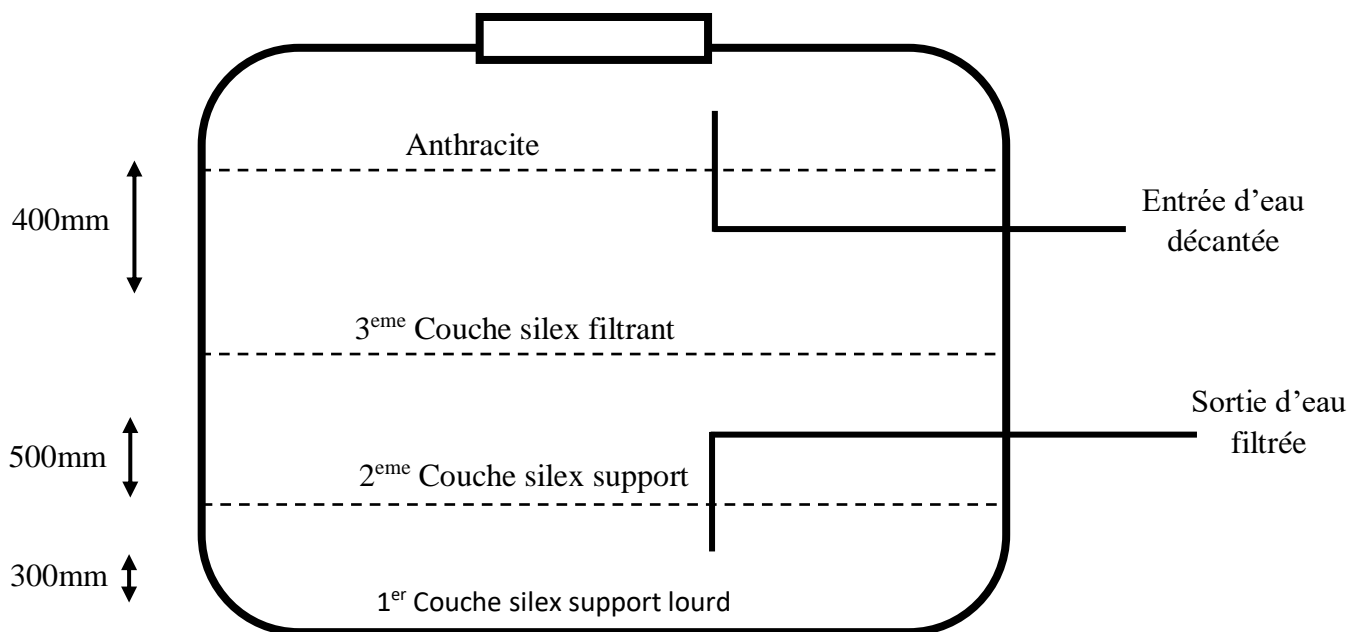 Anthracite
400mm
Entrée d’eau
décantée
3eme Couche silex filtrant
Sortie d’eau
filtrée
500mm
2eme Couche silex support
300mm
1er Couche silex support lourd